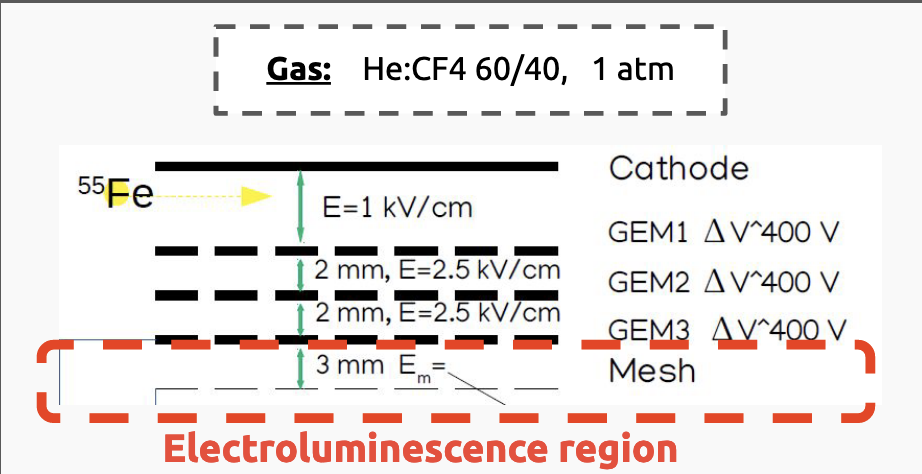 Gas: He:CF4 60/40, 1 atm
Cathode
55Fe
E=1 kV/cm
GEM1 ΔV^400 V
2 mm, E=2.5 kV/cm
GEM2 ΔV^400 V
2 mm, E=2.5 kV/cm
GEM3 ΔV^400 V
3 mm Em=
Mesh
Electroluminescence region